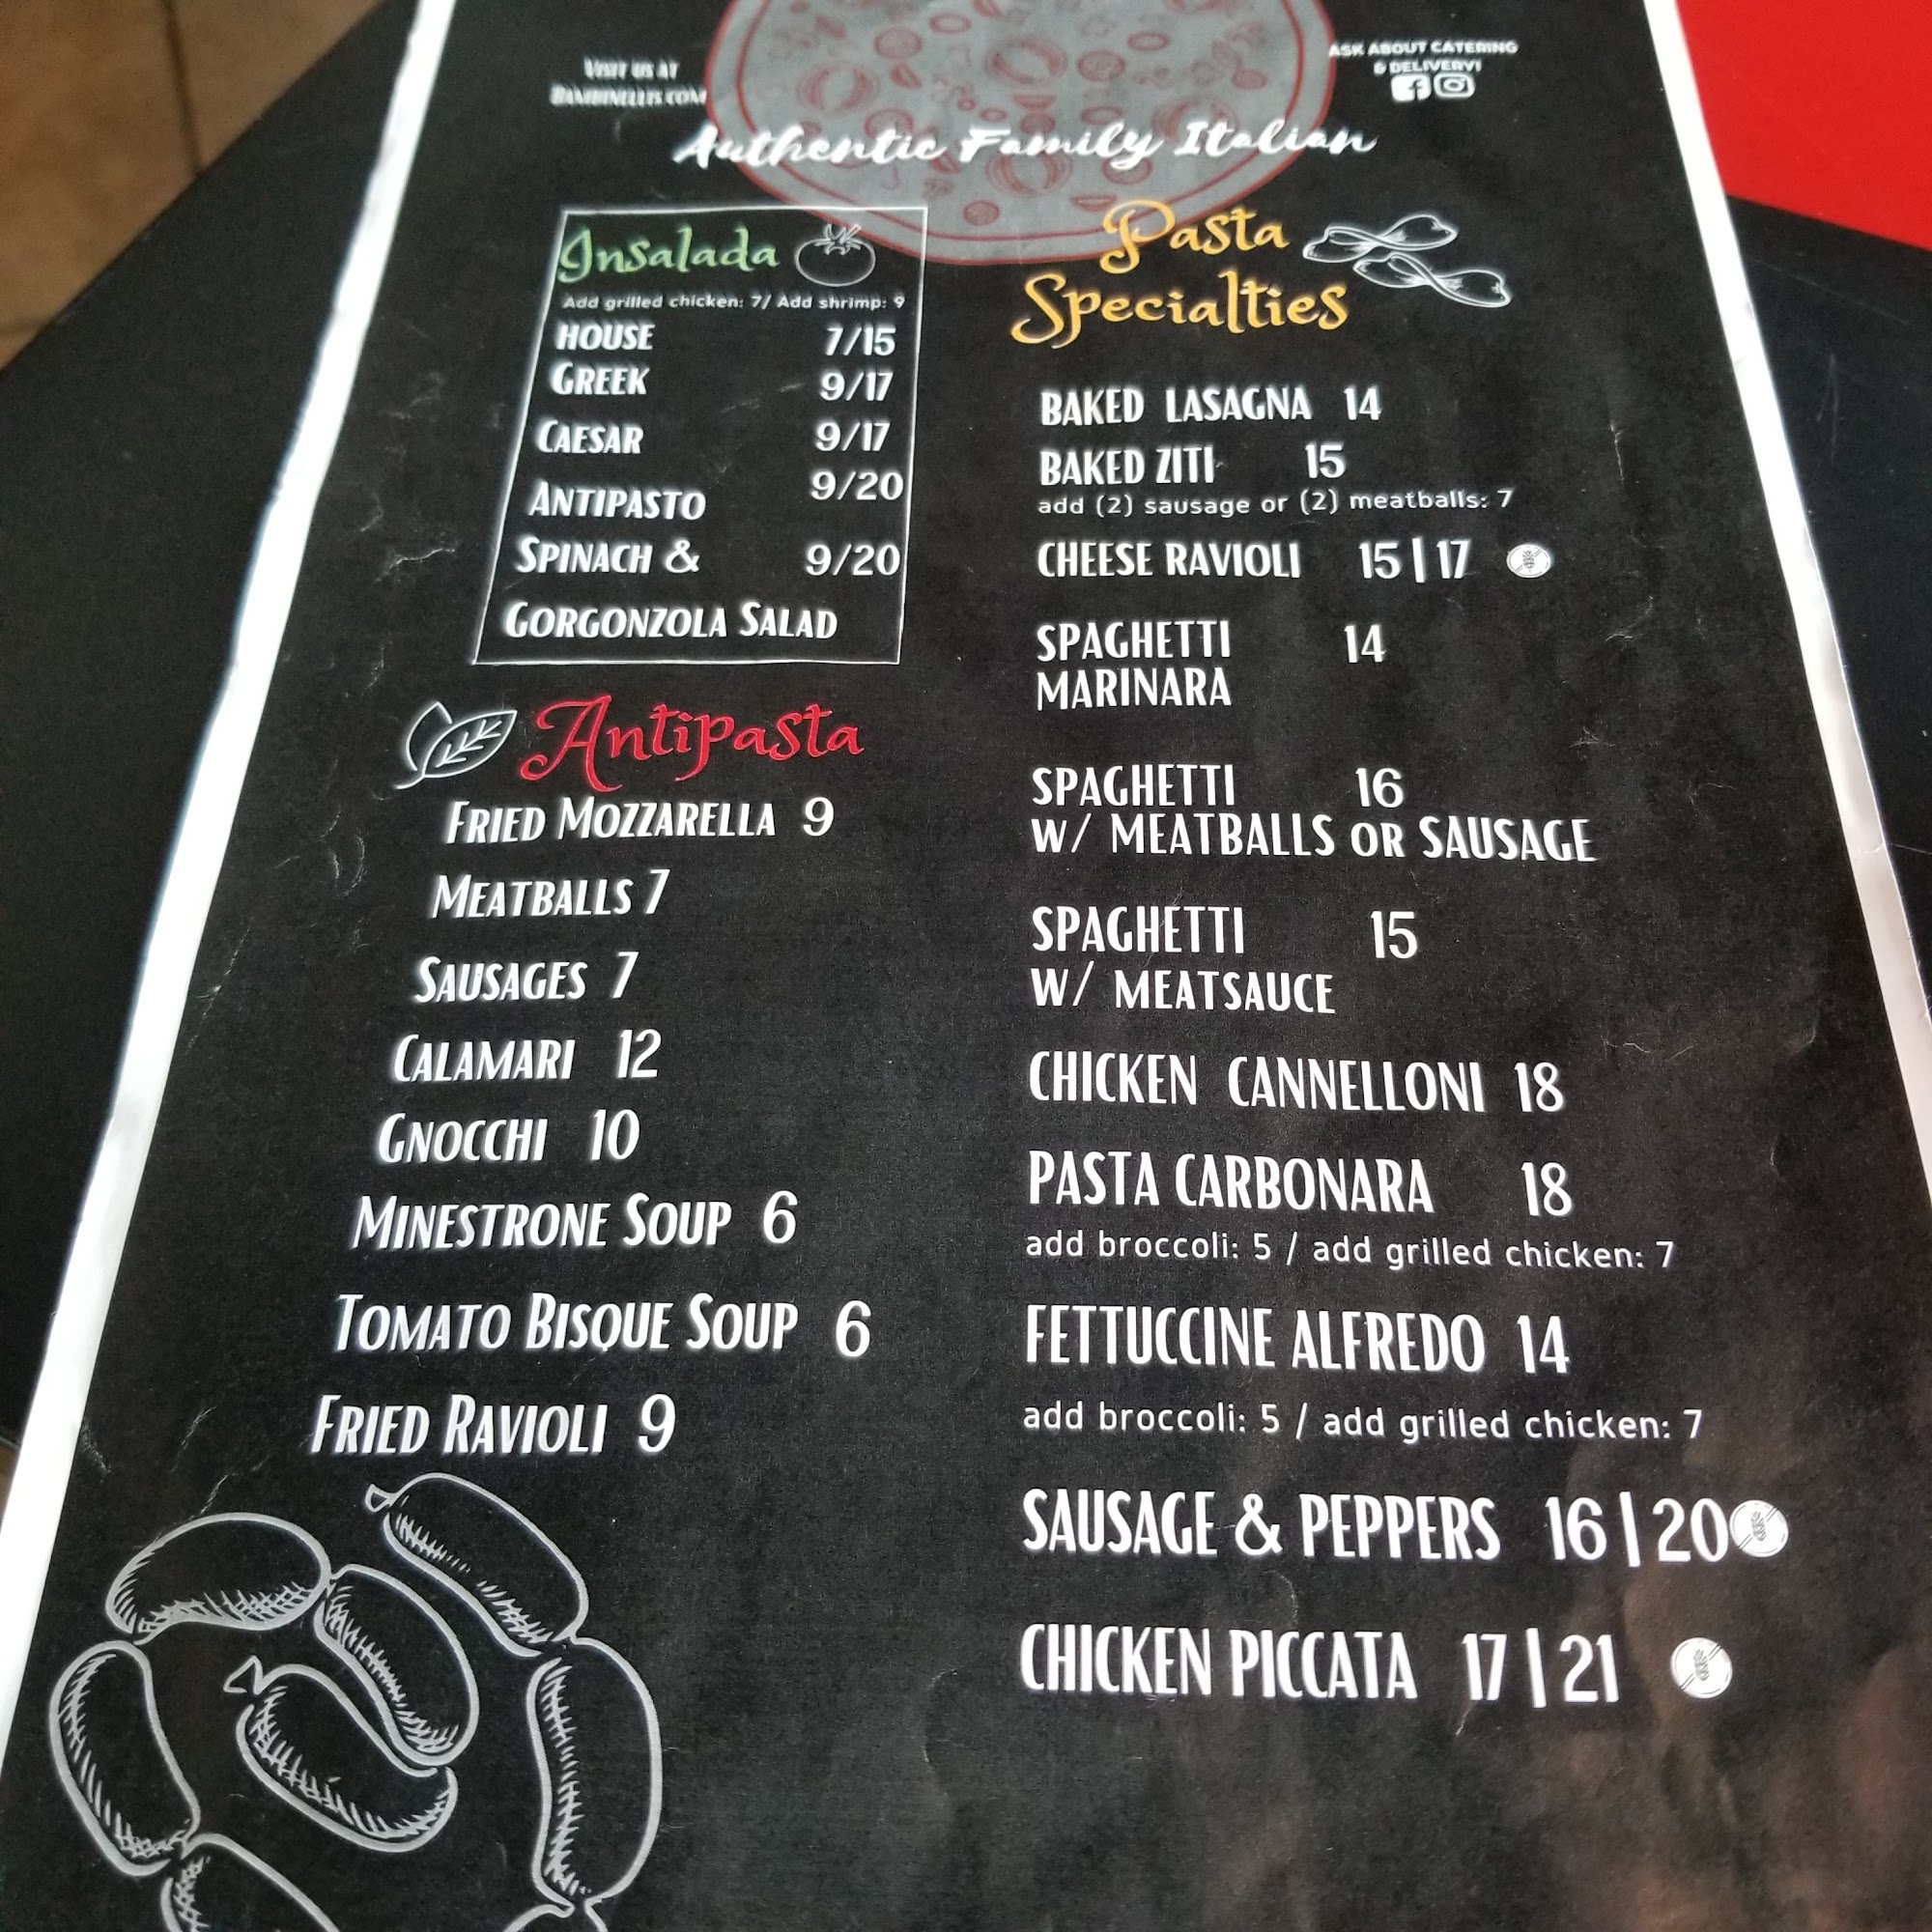 Visit us at
Bambinellis.com
ASK ABOUT CATERING
& DELIVERY!
Authentic Family Italian
Insalada
Add grilled chicken: 7/ Add shrimp: 9
HOUSE 7/15
GREEK 9/17
CAESAR 9/17
ANTIPASTO 9/20
SPINACH & 9/20
GORGONZOLA SALAD
Antipasta
FRIED MOZZARELLA 9
MEATBALLS 7
SAUSAGES 7
CALAMARI 12
GNOCCHI 10
MINESTRONE SOUP 6
TOMATO BISQUE SOUP 6
FRIED RAVIOLI 9
Pasta
Specialties
BAKED LASAGNA 14
BAKED ZITI 15
add (2) sausage or (2) meatballs: 7
CHEESE RAVIOLI 15 | 17
SPAGHETTI 14
MARINARA
SPAGHETTI 16
W/ MEATBALLS OR SAUSAGE
SPAGHETTI 15
W/ MEATSAUCE
CHICKEN CANNELLONI 18
PASTA CARBONARA 18
add broccoli: 5 / add grilled chicken: 7
FETTUCCINE ALFREDO 14
add broccoli: 5 / add grilled chicken: 7
SAUSAGE & PEPPERS 16 | 20
CHICKEN PICCATA 17 | 21